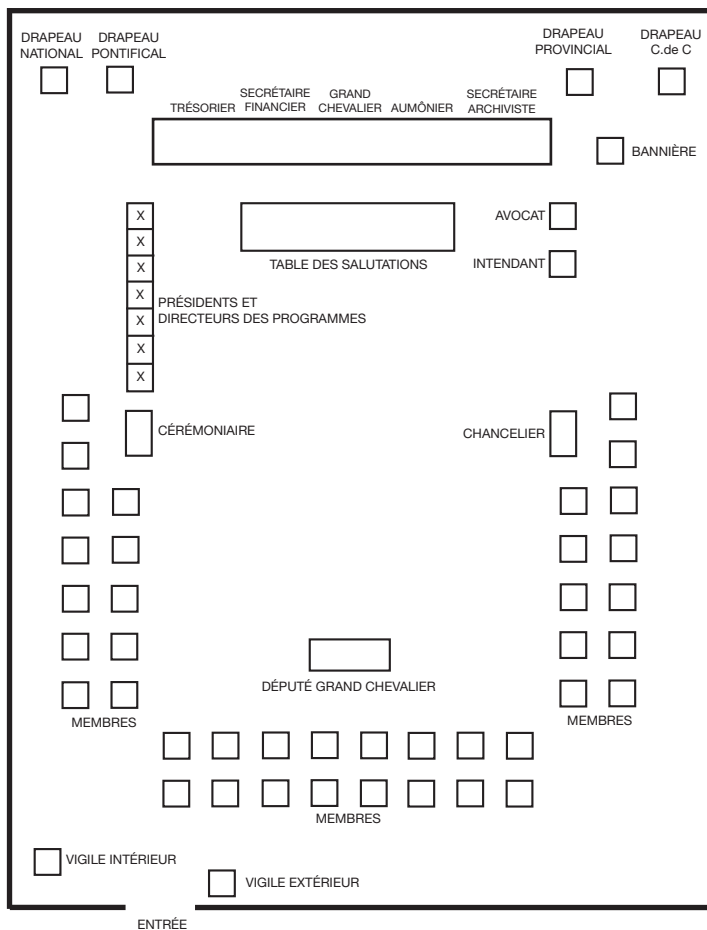 DRAPEAU
NATIONAL
DRAPEAU
PONTIFICAL
DRAPEAU
PROVINCIAL
DRAPEAU
C.de C
TRÉSORIER
SECRÉTAIRE
FINANCIER
GRAND
CHEVALIER
AUMÔNIER
SECRÉTAIRE
ARCHIVISTE
BANNIÈRE
X
X
X
X
X
X
X
AVOCAT
TABLE DES SALUTATIONS
INTENDANT
PRÉSIDENTS ET
DIRECTEURS DES PROGRAMMES
CÉRÉMONIAIRE
CHANCELIER
DÉPUTÉ GRAND CHEVALIER
MEMBRES
MEMBRES
MEMBRES
VIGILE INTÉRIEUR
VIGILE EXTÉRIEUR
ENTRÉE